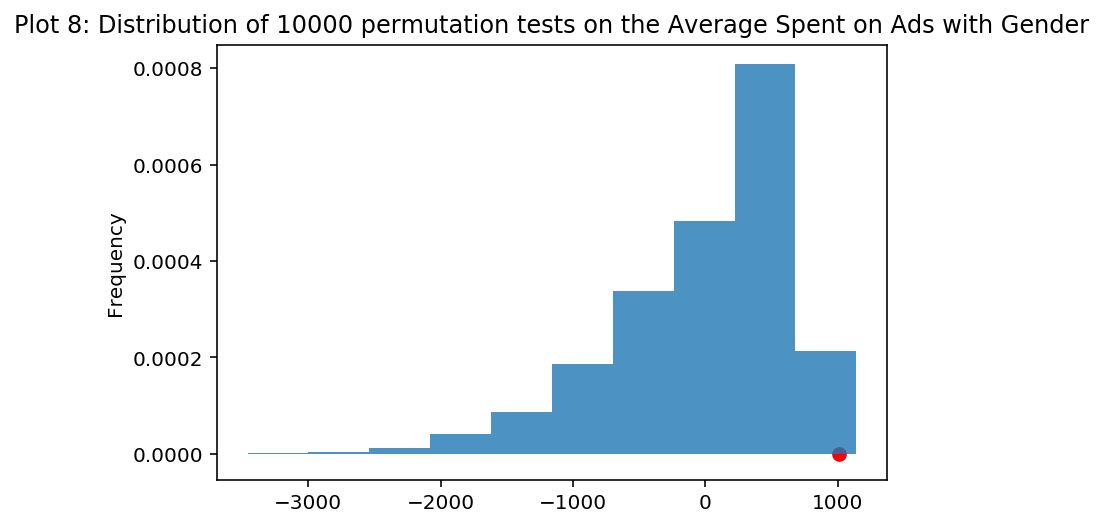 Plot 8: Distribution of 10000 permutation tests on the Average Spent on Ads with Gender
0.0008
0.0006
0.0004
0.0002
0.0000
Frequency
−3000 −2000 −1000 0 1000